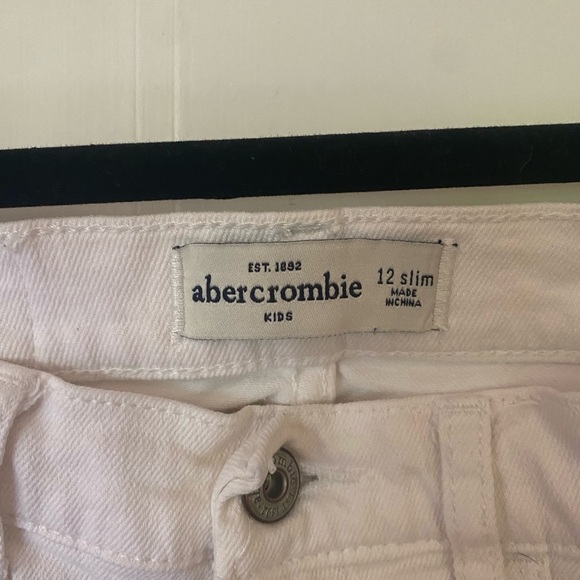 EST. 1892
abercrombie
KIDS
12 slim
MADE
IN CHINA